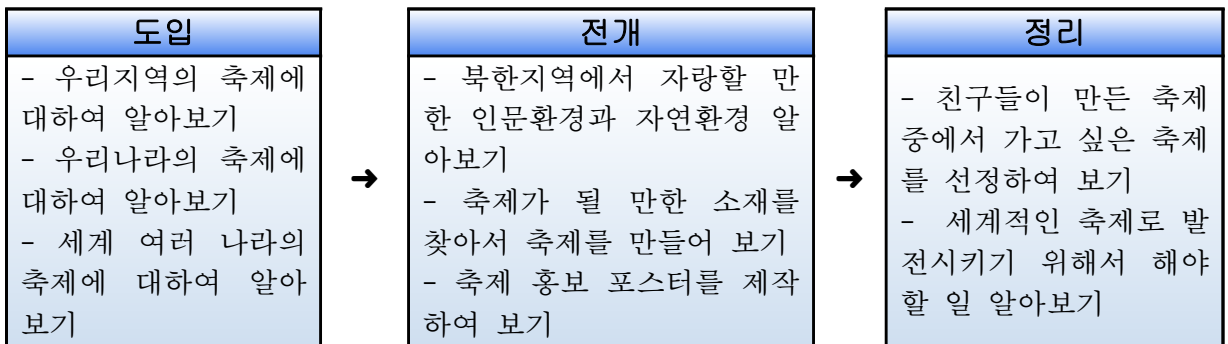 도입
- 우리지역의 축제에
대하여 알아보기
- 우리나라의 축제에
대하여 알아보기
- 세계 여러 나라의
축제에 대하여 알아
보기
➜
전개
- 북한지역에서 자랑할 만
한 인문환경과 자연환경 알
아보기
- 축제가 될 만한 소재를
찾아서 축제를 만들어 보기
- 축제 홍보 포스터를 제작
하여 보기
➜
정리
- 친구들이 만든 축제
중에서 가고 싶은 축제
를 선정하여 보기
- 세계적인 축제로 발
전시키기 위해서 해야
할 일 알아보기